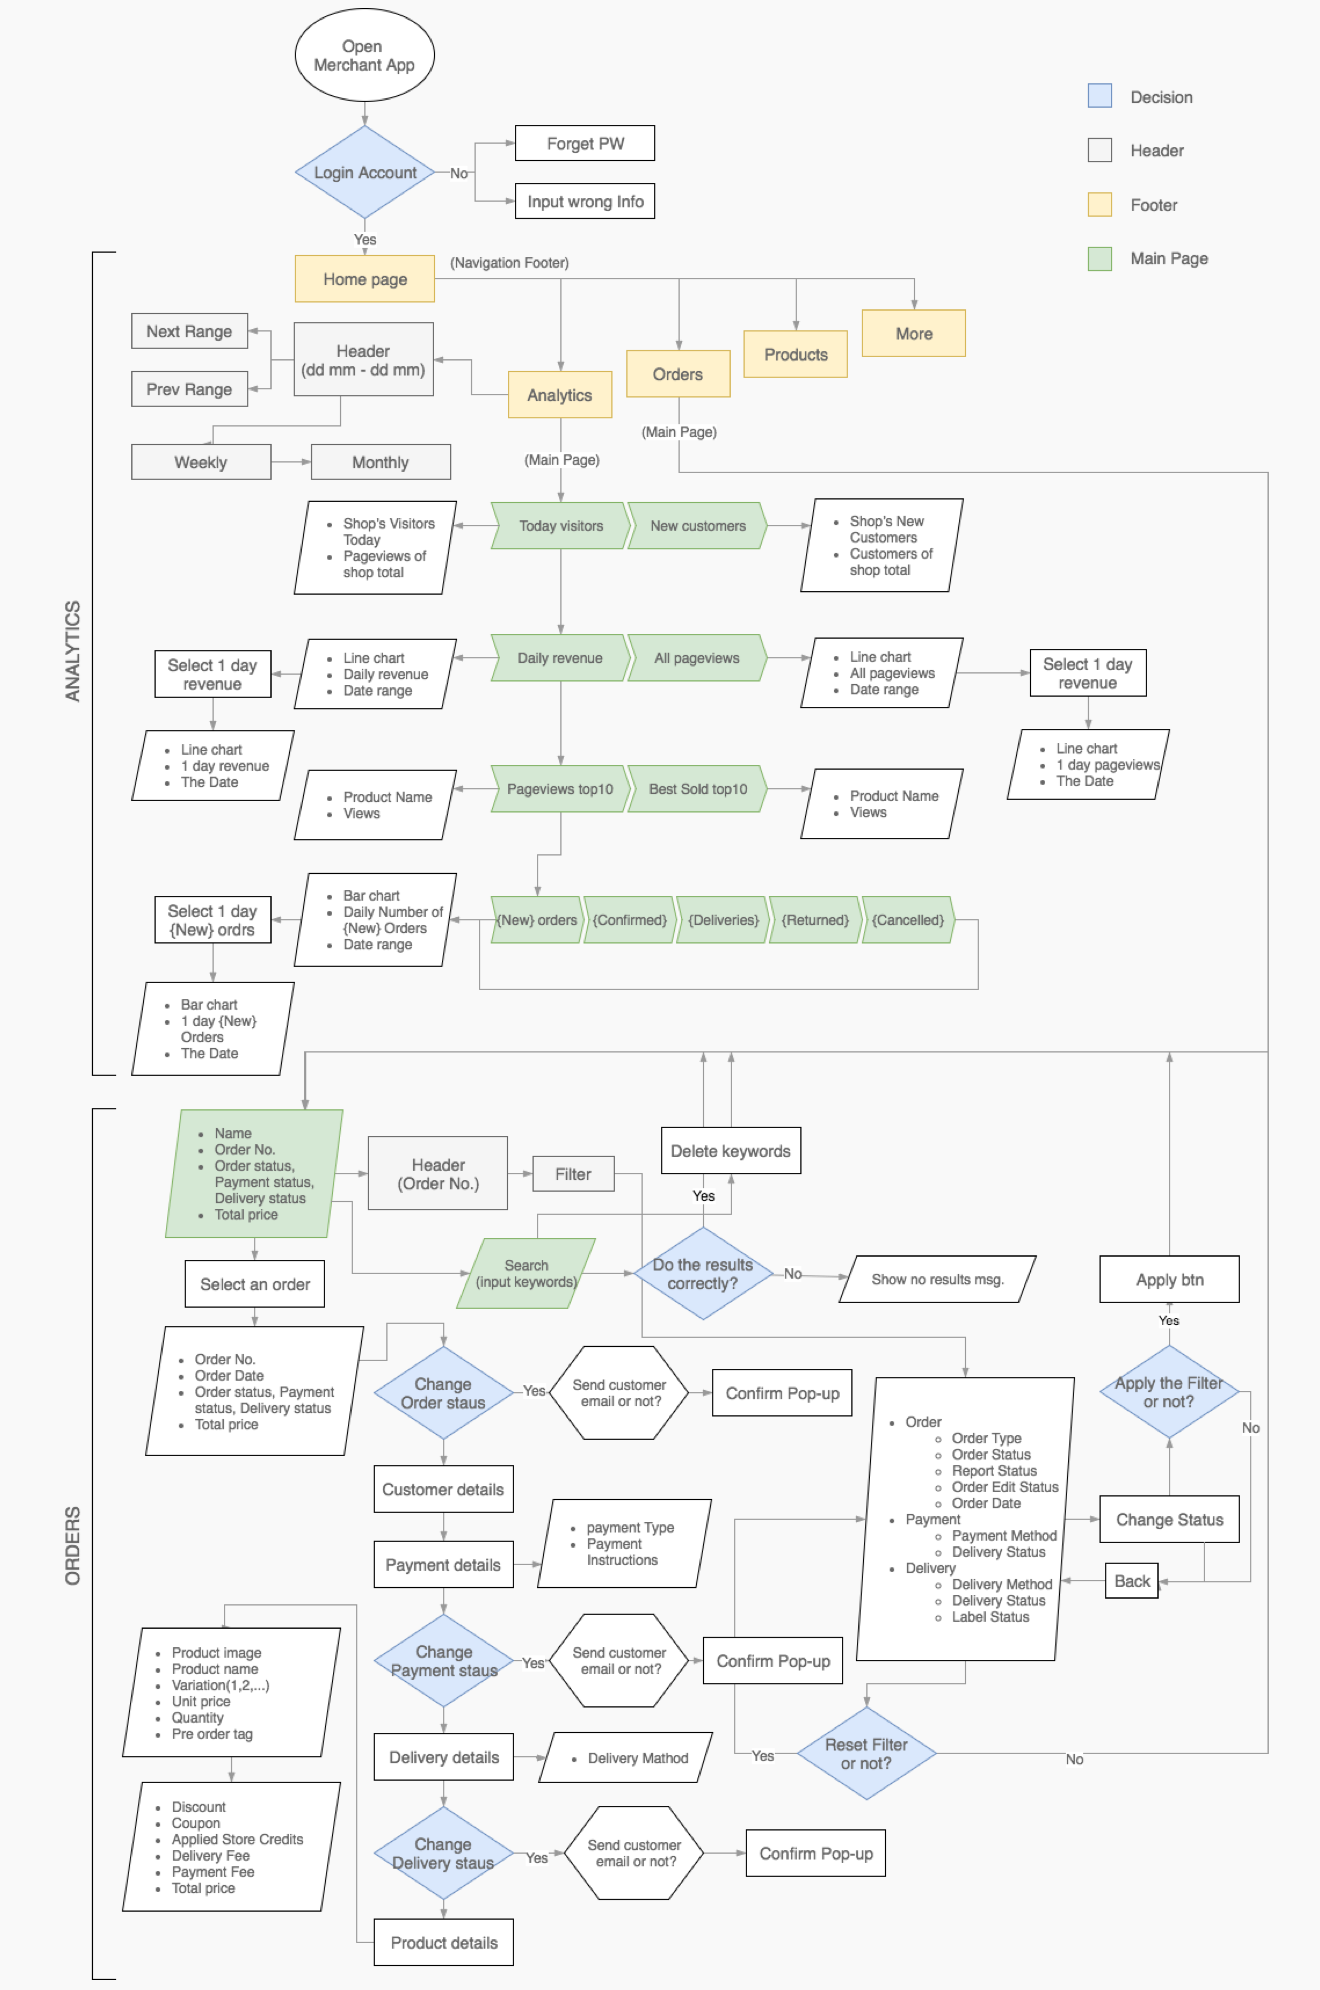 Open
Merchant App
Decision
Header
Footer
Main Page
Login Account
No
Forget PW
Input wrong Info
Yes
Home page
(Navigation Footer)
Next Range
Prev Range
Header
(dd mm - dd mm)
Weekly
Monthly
Analytics
Orders
Products
More
(Main Page)
(Main Page)
ANALYTICS
• Shop's Visitors
Today
• Pageviews of
shop total
Today visitors
New customers
• Shop's New
Customers
• Customers of
shop total
Select 1 day
revenue
• Line chart
• Daily revenue
• Date range
Daily revenue
All pageviews
• Line chart
• All pageviews
• Date range
Select 1 day
revenue
• Line chart
• 1 day revenue
• The Date
• Line chart
• 1 day pageviews
• The Date
• Product Name
• Views
Pageviews top10
Best Sold top10
• Product Name
• Views
Select 1 day
{New} ordrs
• Bar chart
• Daily Number of
{New} Orders
• Date range
{New} orders
{Confirmed}
{Deliveries}
{Returned}
{Cancelled}
• Bar chart
• 1 day {New}
Orders
• The Date
ORDERS
• Name
• Order No.
• Order status,
Payment status,
Delivery status
• Total price
Header
(Order No.)
Filter
Delete keywords
Yes
Search
(input keywords)
Do the results
correctly?
No
Show no results msg.
Apply btn
Yes
Apply the Filter
or not?
No
Select an order
• Order No.
• Order Date
• Order status, Payment
status, Delivery status
• Total price
Change
Order staus
Yes
Send customer
email or not?
Confirm Pop-up
Customer details
Payment details
• payment Type
• Payment
Instructions
• Order
◦ Order Type
◦ Order Status
◦ Report Status
◦ Order Edit Status
◦ Order Date
• Payment
◦ Payment Method
◦ Delivery Status
• Delivery
◦ Delivery Method
◦ Delivery Status
◦ Label Status
Change Status
Back
Change
Payment staus
Yes
Send customer
email or not?
Confirm Pop-up
• Product image
• Product name
• Variation(1,2,...)
• Unit price
• Quantity
• Pre order tag
Delivery details
• Delivery Mathod
Yes
Reset Filter
or not?
No
• Discount
• Coupon
• Applied Store Credits
• Delivery Fee
• Payment Fee
• Total price
Change
Delivery staus
Yes
Send customer
email or not?
Confirm Pop-up
Product details